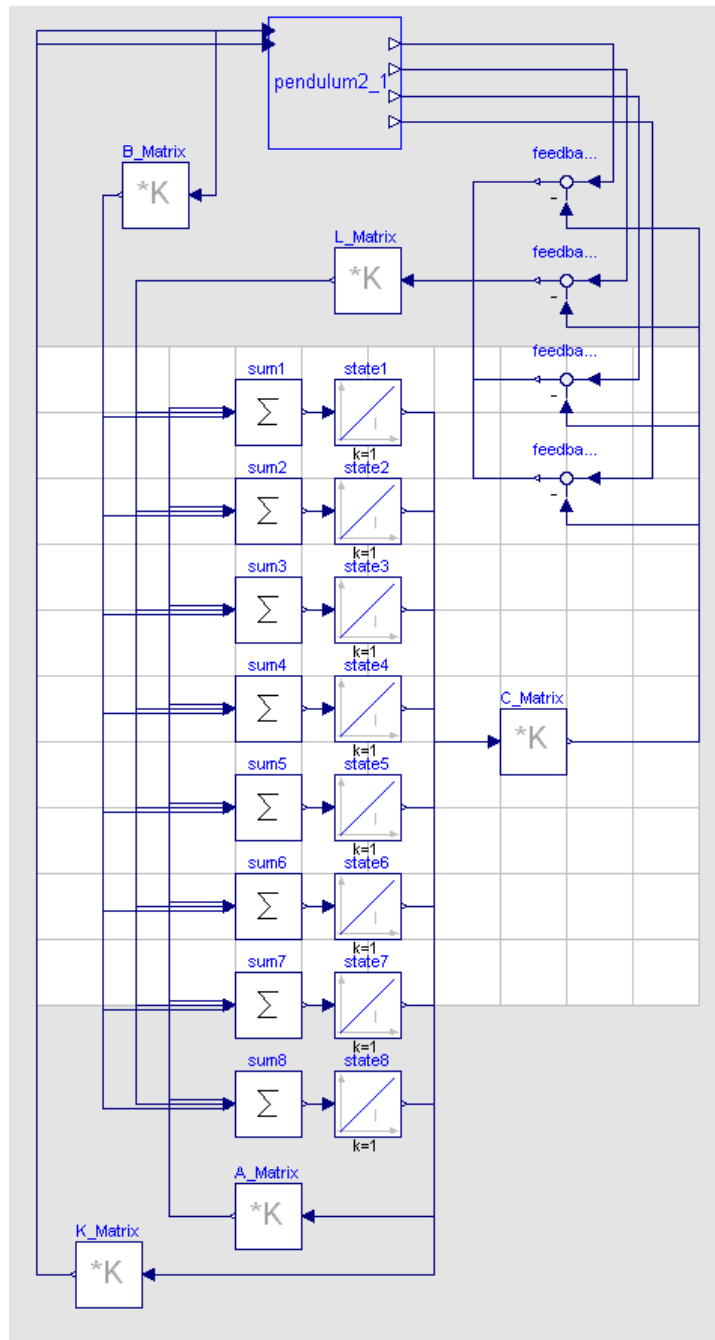 pendulum2_1
B_Matrix
*K
feedba...
-
L_Matrix
*K
feedba...
-
feedba...
-
feedba...
-
sum1
state1
Σ
I
k=1
sum2
state2
Σ
I
k=1
sum3
state3
Σ
I
k=1
sum4
state4
Σ
I
k=1
C_Matrix
*K
sum5
state5
Σ
I
k=1
sum6
state6
Σ
I
k=1
sum7
state7
Σ
I
k=1
sum8
state8
Σ
I
k=1
A_Matrix
*K
K_Matrix
*K